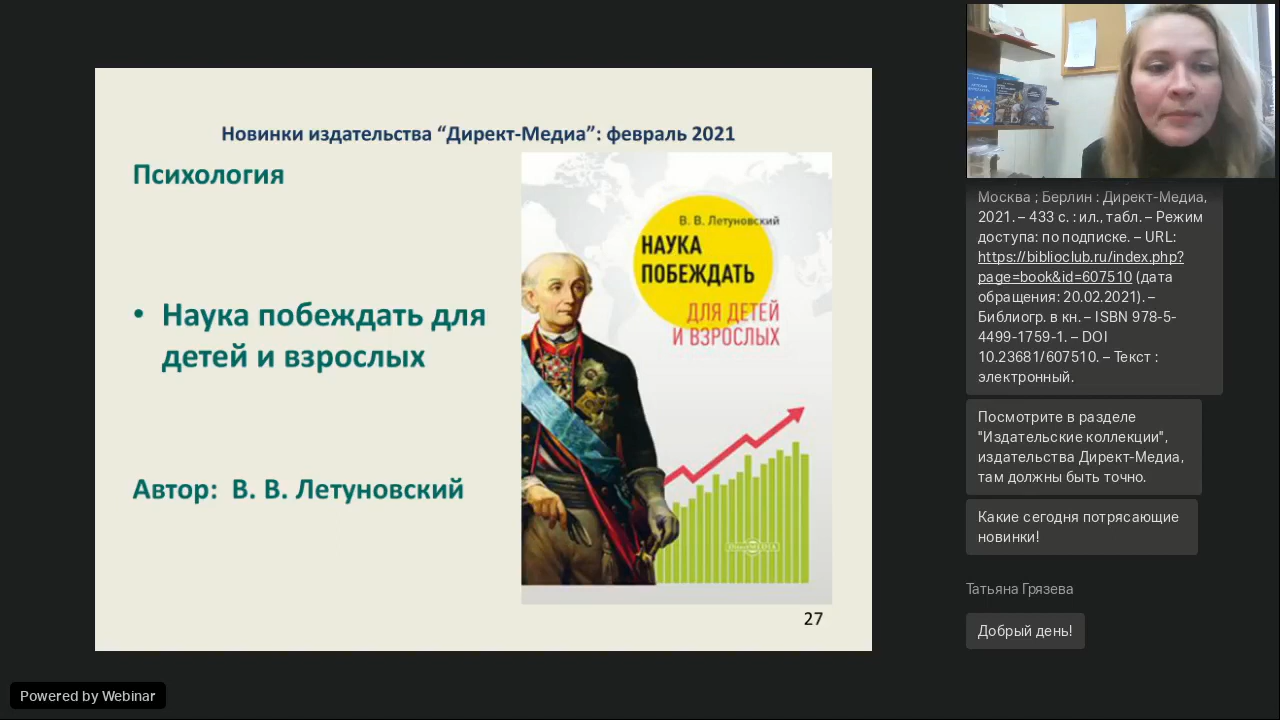 Новинки издательства “Директ-Медиа”: февраль 2021
Психология
• Наука побеждать для
детей и взрослых
Автор: В. В. Летуновский
В. В. Летуновский
НАУКА
ПОБЕЖДАТЬ
ДЛЯ ДЕТЕЙ
И ВЗРОСЛЫХ
27
Москва ; Берлин : Директ-Медиа,
2021. – 433 с. : ил., табл. – Режим
доступа: по подписке. – URL:
https://biblioclub.ru/index.php?
page=book&id=607510 (дата
обращения: 20.02.2021). –
Библиогр. в кн. – ISBN 978-5-
4499-1759-1. – DOI
10.23681/607510. – Текст :
электронный.
Посмотрите в разделе
"Издательские коллекции",
издательства Директ-Медиа,
там должны быть точно.
Какие сегодня потрясающие
новинки!
Татьяна Грязева
Добрый день!
Powered by Webinar